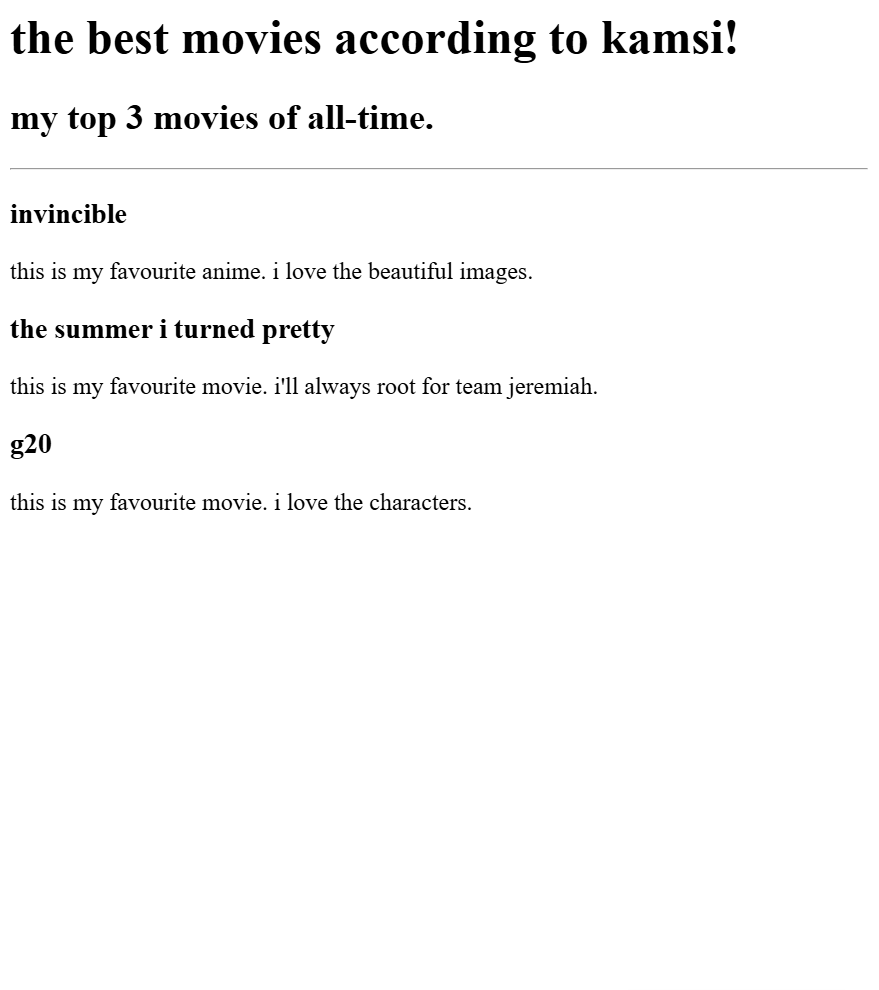 the best movies according to kamsi!
my top 3 movies of all-time.
invincible
this is my favourite anime. i love the beautiful images.
the summer i turned pretty
this is my favourite movie. i'll always root for team jeremiah.
g20
this is my favourite movie. i love the characters.